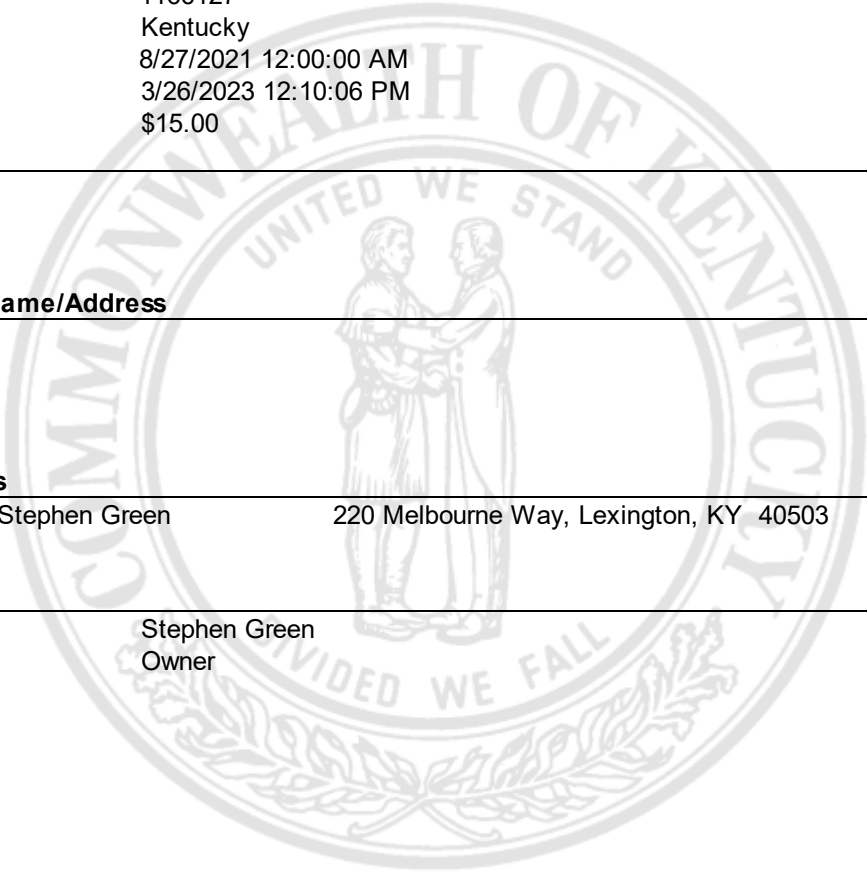 Kentucky
8/27/2021 12:00:00 AM
3/26/2023 12:10:06 PM
$15.00
COMMONWEALTH OF KENTUCKY
UNITED WE STAND
ame/Address
s
Stephen Green 220 Melbourne Way, Lexington, KY 40503
Stephen Green
Owner
DIVIDED WE FALL